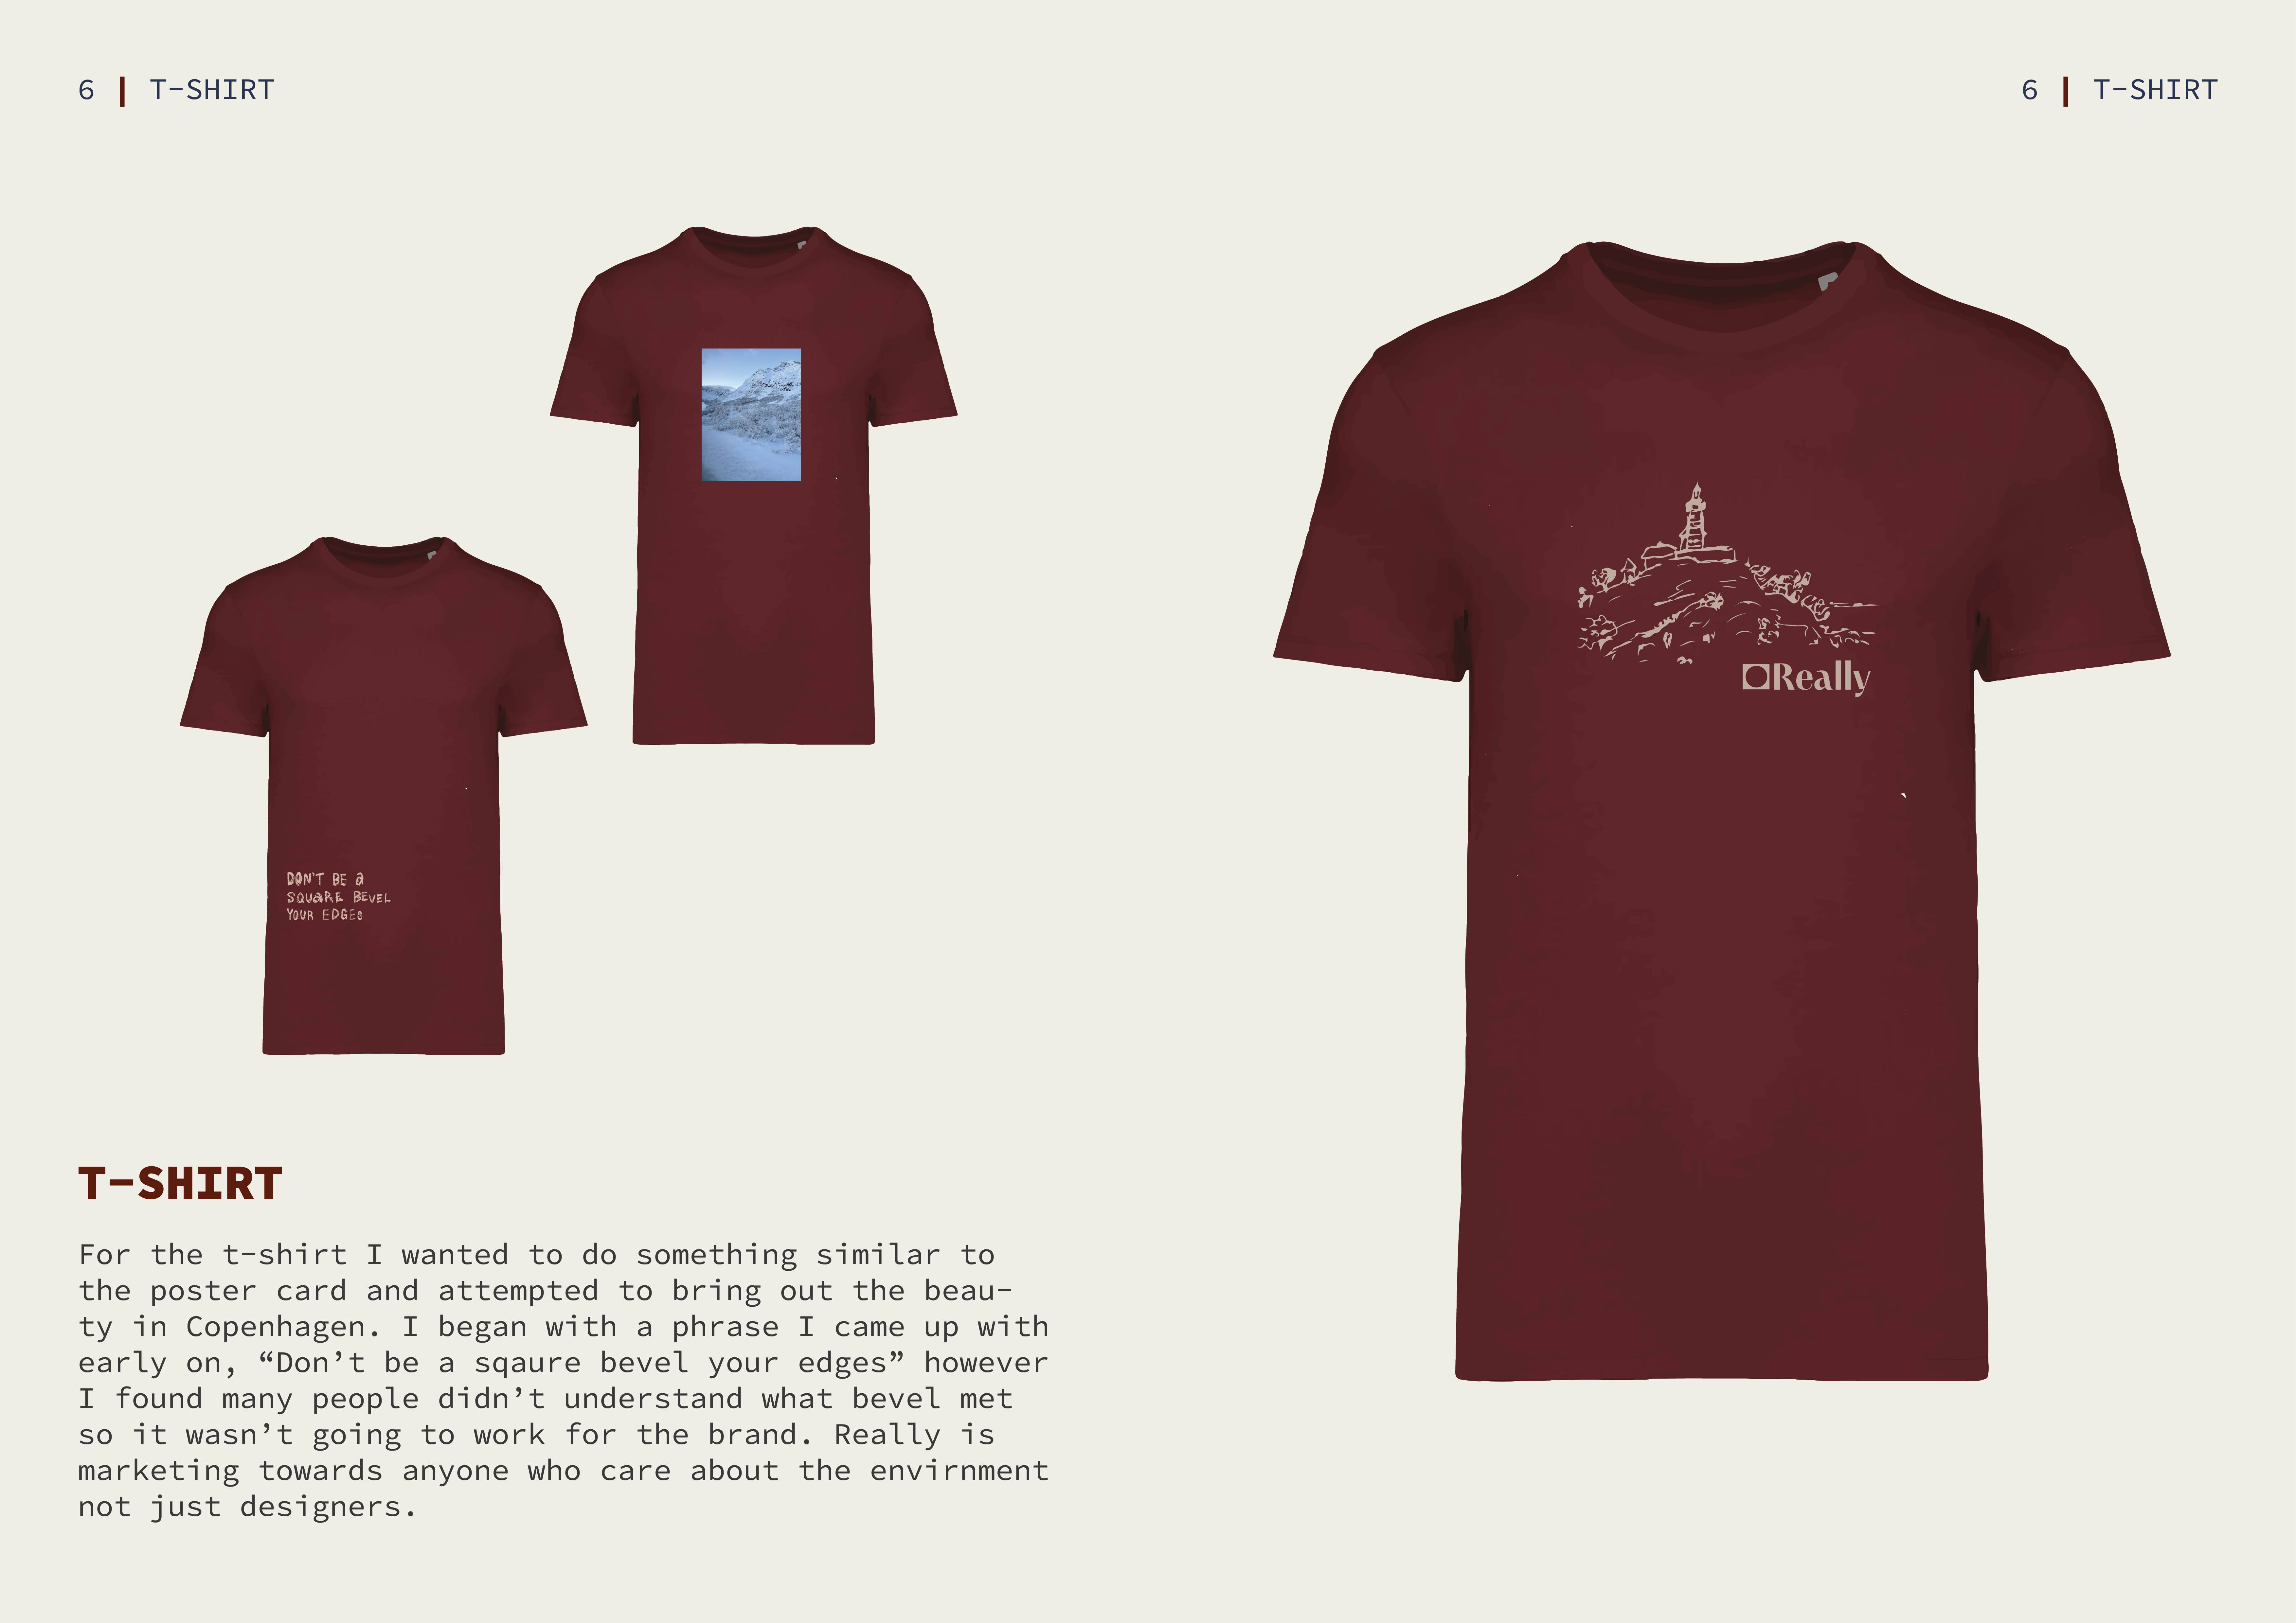 6 | T-SHIRT
6 | T-SHIRT
DON'T BE a
SQUaRE BEVEL
YOUR EDGES
Really
T-SHIRT
For the t-shirt I wanted to do something similar to
the poster card and attempted to bring out the beau-
ty in Copenhagen. I began with a phrase I came up with
early on, “Don’t be a sqaure bevel your edges” however
I found many people didn’t understand what bevel met
so it wasn’t going to work for the brand. Really is
marketing towards anyone who care about the envirnment
not just designers.